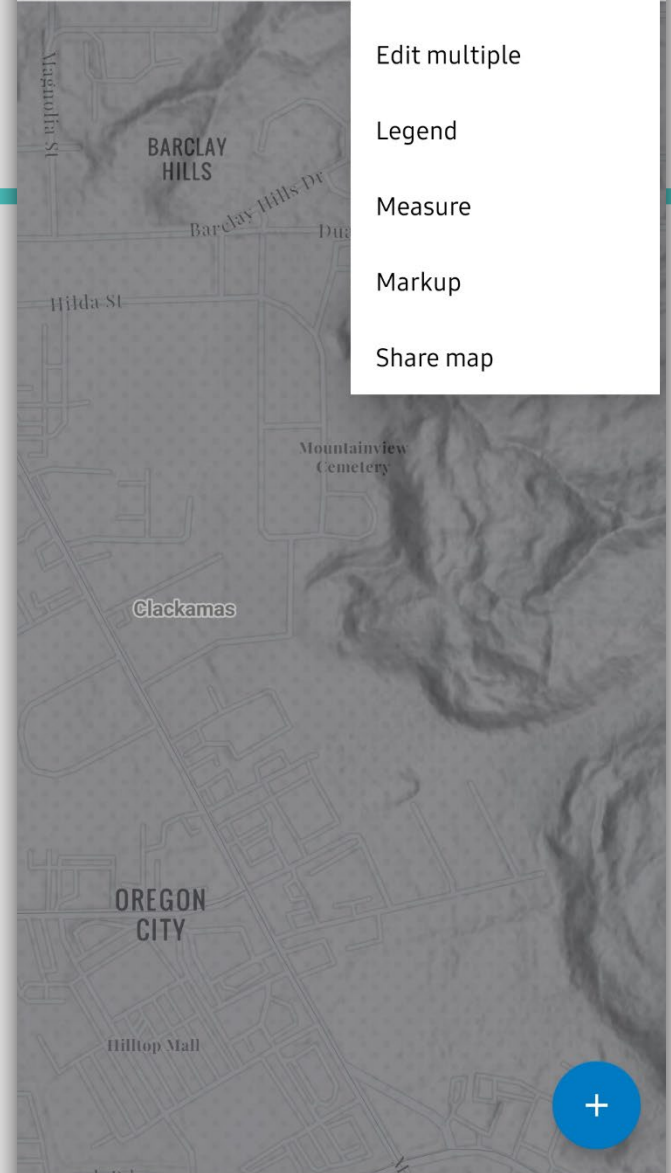 Edit multiple
Legend
Measure
Markup
Share map
Magnolia St
BARCLAY
HILLS
Barclay Hills Dr
Hilda St
Mountainview
Cemetery
Clackamas
OREGON
CITY
Hilltop Mall
+